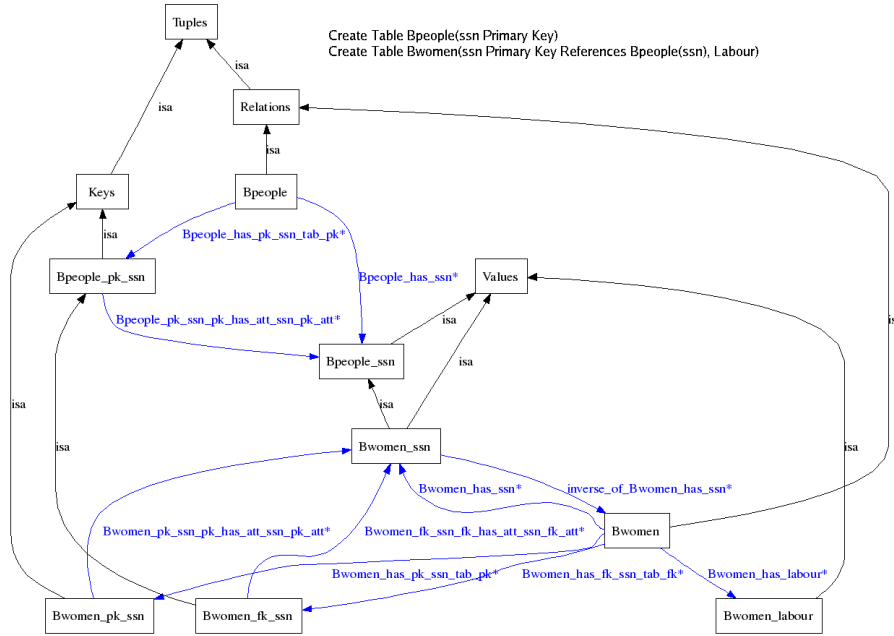 Tuples
Create Table Bpeople(ssn Primary Key)
Create Table Bwomen(ssn Primary Key References Bpeople(ssn), Labour)
isa
isa
Relations
isa
Keys
Bpeople
isa
Bpeople_has_pk_ssn_tab_pk*
Bpeople_pk_ssn
Bpeople_has_ssn*
Values
Bpeople_pk_ssn_pk_has_att_ssn_pk_att*
isa
isa
Bpeople_ssn
isa
isa
isa
isa
Bwomen_ssn
isa
Bwomen_has_ssn*
inverse_of_Bwomen_has_ssn*
Bwomen_pk_ssn_pk_has_att_ssn_pk_att*
Bwomen_fk_ssn_fk_has_att_ssn_fk_att*
Bwomen
Bwomen_has_pk_ssn_tab_pk*
Bwomen_has_fk_ssn_tab_fk*
Bwomen_has_labour*
Bwomen_pk_ssn
Bwomen_fk_ssn
Bwomen_labour